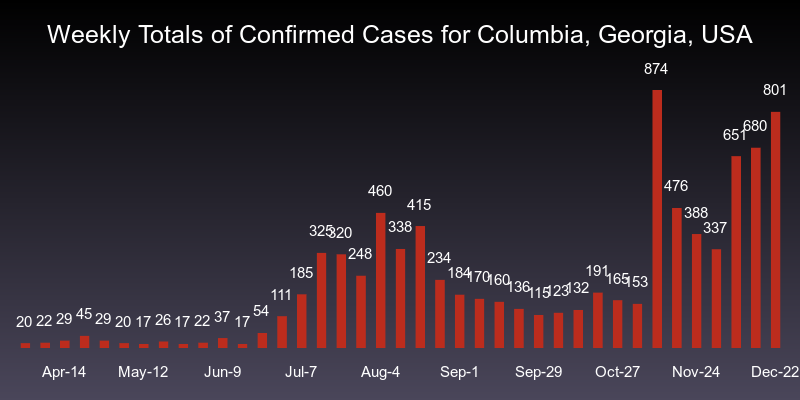 Weekly Totals of Confirmed Cases for Columbia, Georgia, USA
20 22 29 45 29 20 17 26 17 22 37 17 54 111 185 325 320 248 460 338 415 234 184 170 160 136 115 123 132 191 165 153 874 476 388 337 651 680 801
Apr-14 May-12 Jun-9 Jul-7 Aug-4 Sep-1 Sep-29 Oct-27 Nov-24 Dec-22